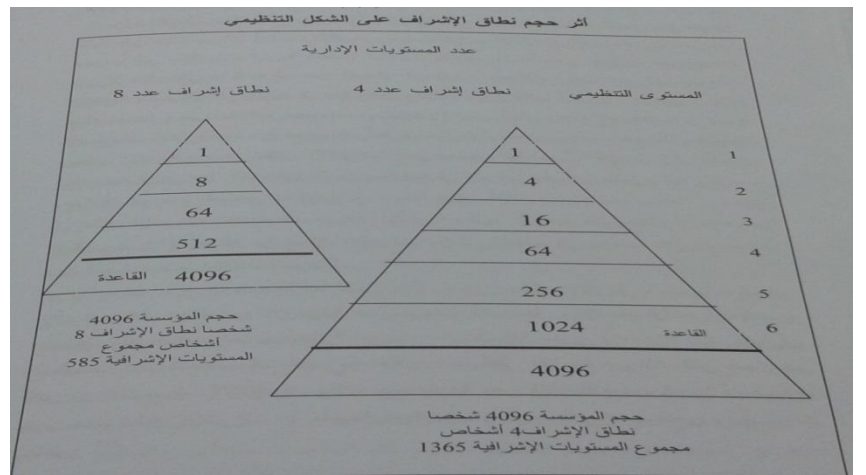 أثر حجم نطاق الإشراف على الشكل التنظيمي
عدد المستويات الإدارية
المستوى التنظيمي
نطاق إشراف عدد 4
نطاق إشراف عدد 8
1
2
3
4
5
6
1
4
16
64
256
1024 القاعدة
4096
حجم المؤسسة 4096 شخصا
نطاق الإشراف4 أشخاص
مجموع المستويات الإشرافية 1365
1
8
64
512
4096 القاعدة
حجم المؤسسة 4096
شخصا نطاق الإشراف 8
أشخاص مجموع
المستويات الإشرافية 585